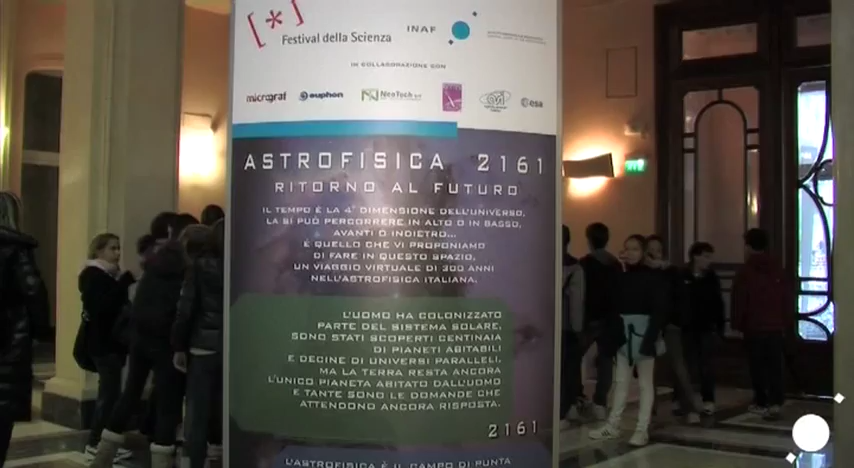 [*]
Festival della Scienza
INAF
IN COLLABORAZIONE CON
micrograf euphon NeaTech esa
ASTROFISICA 2161
RITORNO AL FUTURO
IL TEMPO È LA 4ª DIMENSIONE DELL'UNIVERSO,
LA SI PUÒ PERCORRERE IN ALTO O IN BASSO,
AVANTI O INDIETRO...
È QUELLO CHE VI PROPONIAMO
DI FARE IN QUESTO SPAZIO,
UN VIAGGIO VIRTUALE DI 300 ANNI
NELL'ASTROFISICA ITALIANA.
L'UOMO HA COLONIZZATO
PARTE DEL SISTEMA SOLARE,
SONO STATI SCOPERTI CENTINAIA
DI PIANETI ABITABILI
E DECINE DI UNIVERSI PARALLELI,
MA LA TERRA RESTA ANCORA
L'UNICO PIANETA ABITATO DALL'UOMO
E TANTE SONO LE DOMANDE CHE
ATTENDONO ANCORA RISPOSTA.
2161
L'ASTROFISICA È IL CAMPO DI PUNTA